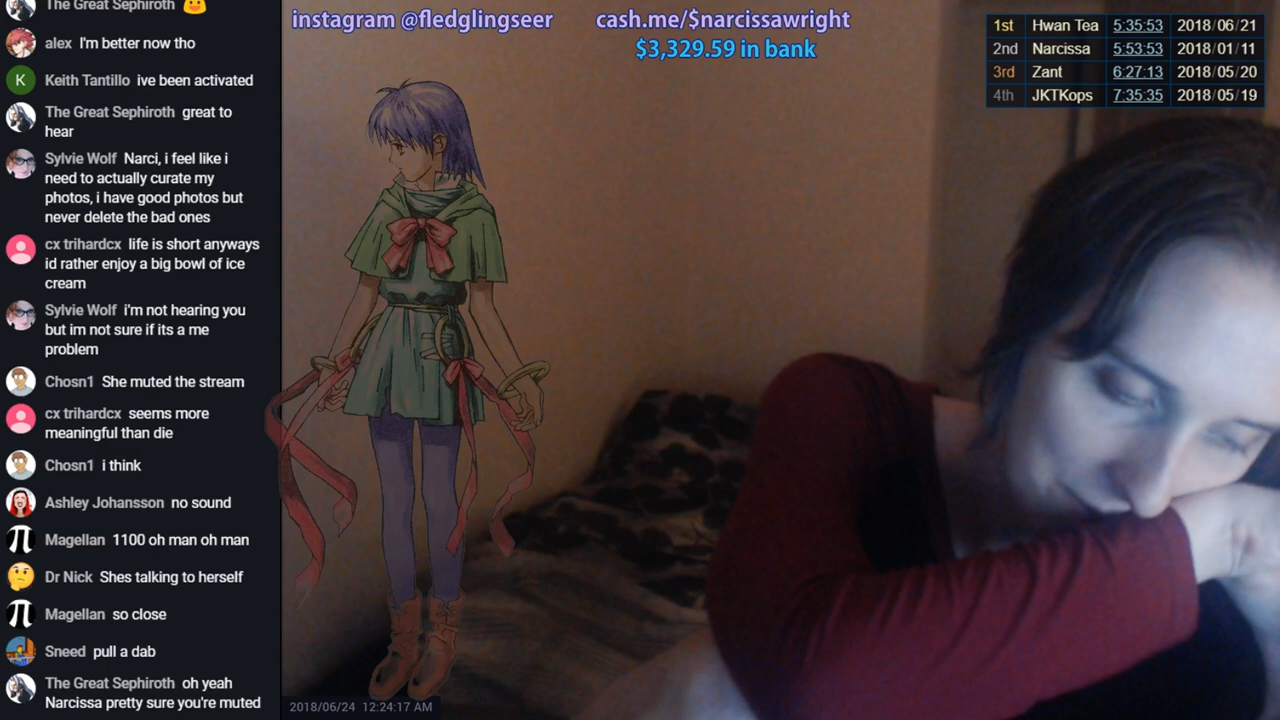 The Great Sephiroth
alex I'm better now tho
K Keith Tantillo ive been activated
The Great Sephiroth great to
hear
Sylvie Wolf Narci, i feel like i
need to actually curate my
photos, i have good photos but
never delete the bad ones
cx trihardcx life is short anyways
id rather enjoy a big bowl of ice
cream
Sylvie Wolf i'm not hearing you
but im not sure if its a me
problem
Chosn1 She muted the stream
cx trihardcx seems more
meaningful than die
Chosn1 i think
Ashley Johansson no sound
Magellan 1100 oh man oh man
Dr Nick Shes talking to herself
Magellan so close
Sneed pull a dab
The Great Sephiroth oh yeah
Narcissa pretty sure you're muted
instagram @fledglingseer cash.me/$narcissawright
$3,329.59 in bank
1st Hwan Tea 5:35:53 2018/06/21
2nd Narcissa 5:53:53 2018/01/11
3rd Zant 6:27:13 2018/05/20
4th JKTKops 7:35:35 2018/05/19
2018/06/24 12:24:17 AM